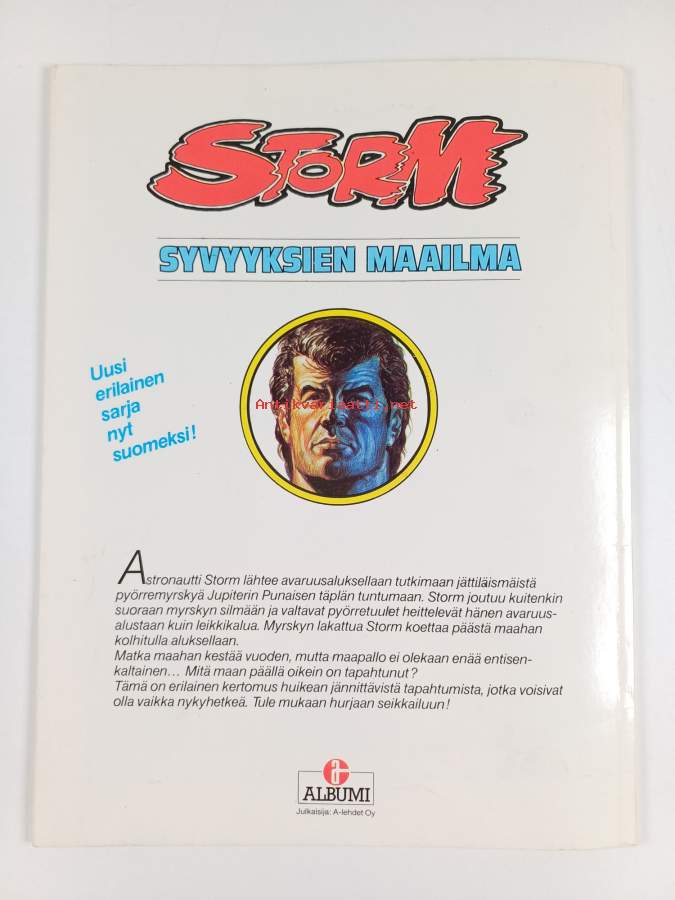 STORM
SYVYYKSIEN MAAILMA
Uusi
erilainen
sarja
nyt
suomeksi!
Antikvariaatti.net
Astronautti Storm lähtee avaruusaluksellaan tutkimaan jättiläismäistä
pyörremyrskyä Jupiterin Punaisen täplän tuntumaan. Storm joutuu kuitenkin
suoraan myrskyn silmään ja valtavat pyörretuulet heittelevät hänen avaruus-
alustaan kuin leikkikalua. Myrskyn lakattua Storm koettaa päästä maahan
kolhitulla aluksellaan.
Matka maahan kestää vuoden, mutta maapallo ei olekaan enää entisen-
kaltainen... Mitä maan päällä oikein on tapahtunut?
Tämä on erilainen kertomus huikean jännittävistä tapahtumista, jotka voisivat
olla vaikka nykyhetkeä. Tule mukaan hurjaan seikkailuun!
a
ALBUMI
Julkaisija: A-lehdet Oy